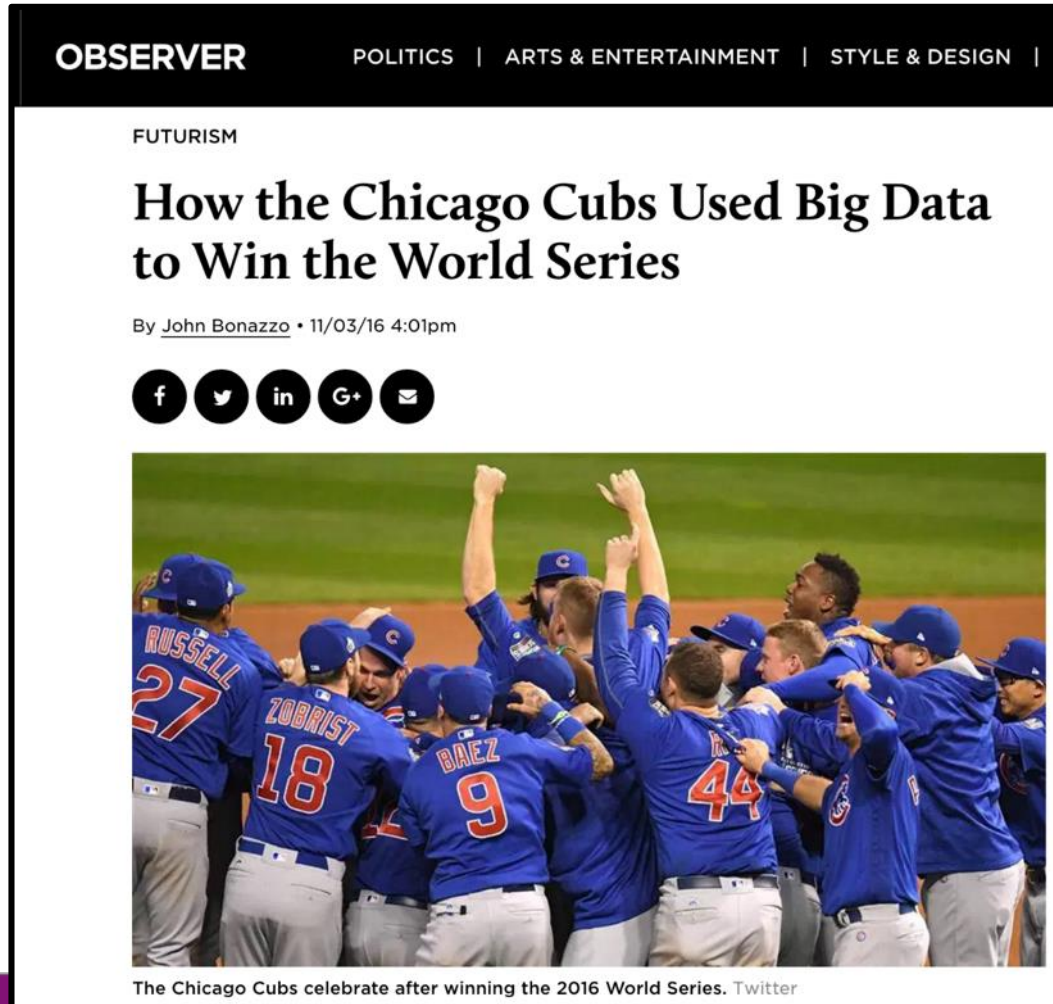 OBSERVER POLITICS | ARTS & ENTERTAINMENT | STYLE & DESIGN |
FUTURISM
How the Chicago Cubs Used Big Data
to Win the World Series
By John Bonazzo • 11/03/16 4:01pm
f in G+
RUSSELL
27
ZOBRIST
18
BAEZ
9
44
The Chicago Cubs celebrate after winning the 2016 World Series. Twitter